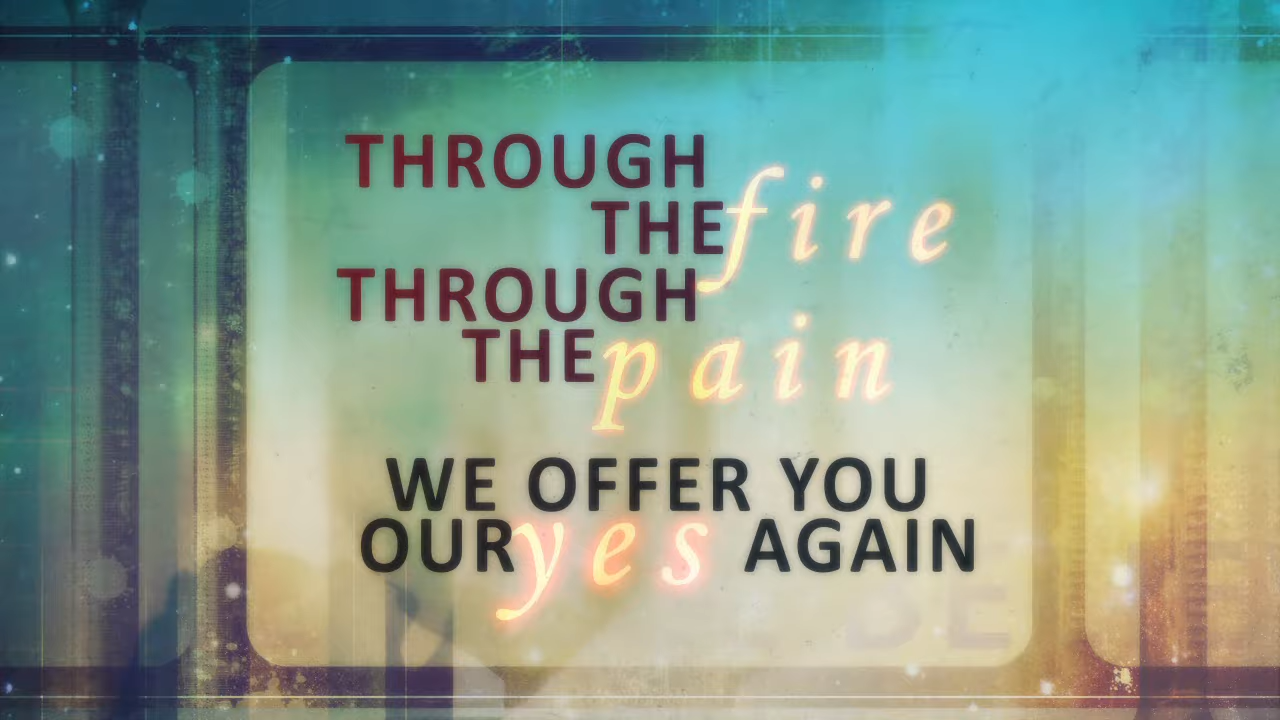 THROUGH
THE fire
THROUGH
THE pain
WE OFFER YOU
OUR yes AGAIN